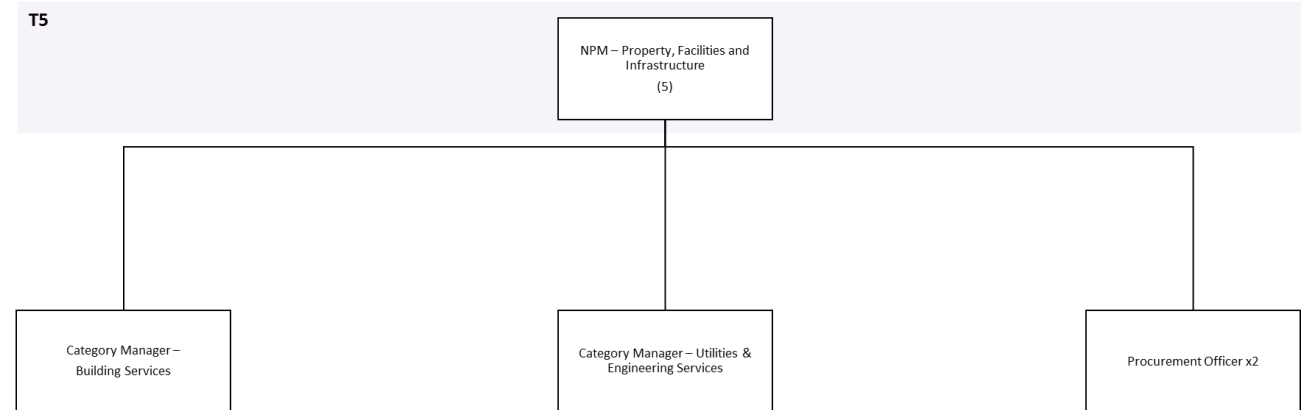 T5
NPM – Property, Facilities and
Infrastructure
(5)
Category Manager –
Building Services
Category Manager – Utilities &
Engineering Services
Procurement Officer x2